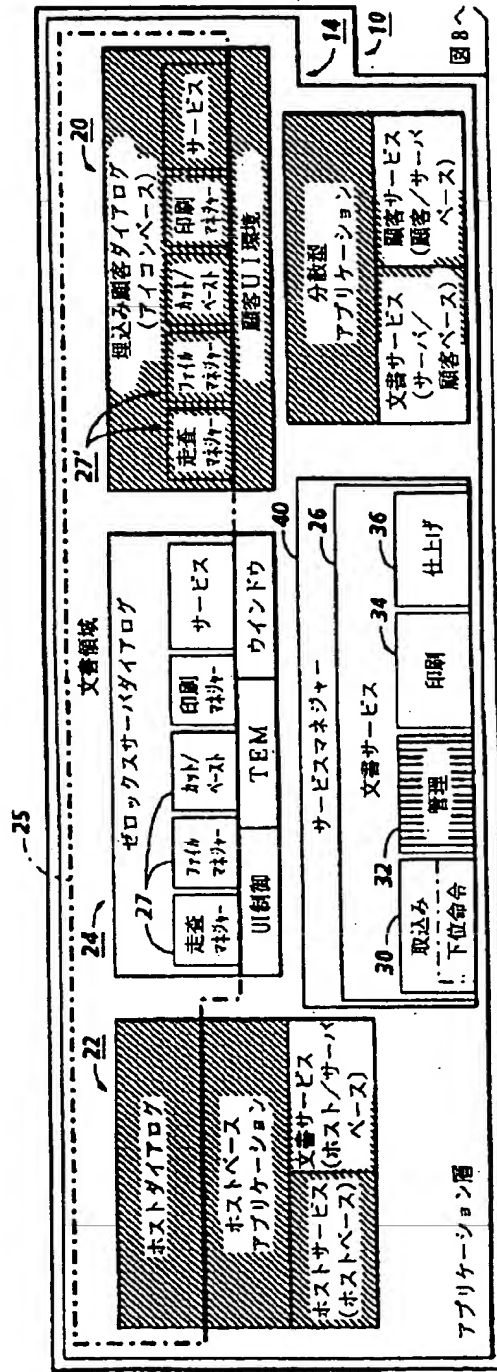 25
文書領域
22
ホストダイアログ
ホストベース
アプリケーション
ホストサービス
(ホストベース)
文書サービス
(ホスト/サーバ
ベース)
24
ゼロックスサーバダイアログ
27
走査
マネジャー
ファイル
マネジャー
カット/
ペースト
印刷
マネジャー
サービス
UI制御
TEM
ウインドウ
20
埋込み顧客ダイアログ
(アイコンベース)
27'
走査
マネジャー
ファイル
マネジャー
カット/
ペースト
印刷
マネジャー
サービス
顧客UI環境
40
サービスマネジャー
26
文書サービス
30
取込み
下位命令
32
管理
34
印刷
36
仕上げ
分散型
アプリケーション
文書サービス
(サーバ/
顧客ベース)
顧客サービス
(顧客/サーバ
ベース)
14
10
アプリケーション層
図8へ